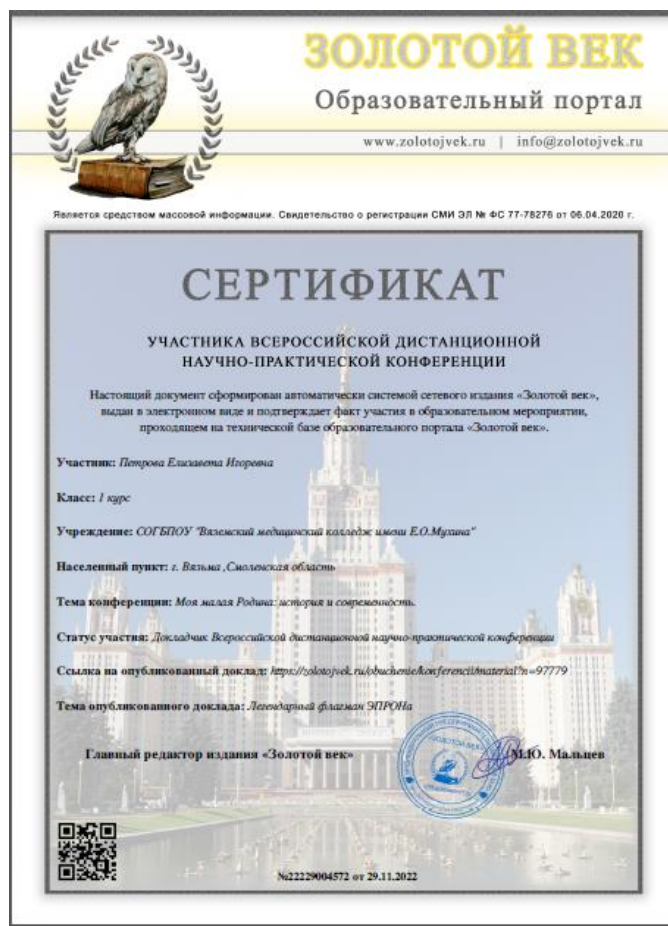 ЗОЛОТОЙ ВЕК
Образовательный портал
www.zolotojvek.ru | info@zolotojvek.ru
Является средством массовой информации. Свидетельство о регистрации СМИ ЭЛ № ФС 77-78276 от 06.04.2020 г.
СЕРТИФИКАТ
УЧАСТНИКА ВСЕРОССИЙСКОЙ ДИСТАНЦИОННОЙ
НАУЧНО-ПРАКТИЧЕСКОЙ КОНФЕРЕНЦИИ
Настоящий документ сформирован автоматически системой сетевого издания «Золотой век»,
выдан в электронном виде и подтверждает факт участия в образовательном мероприятии,
проходящем на технической базе образовательного портала «Золотой век».
Участник: Петрова Елизавета Игоревна
Класс: 1 курс
Учреждение: СОГБПОУ "Вяземский медицинский колледж имени Е.О.Мухина"
Населенный пункт: г. Вязьма ,Смоленская область
Тема конференции: Моя малая Родина: история и современность.
Статус участия: Докладчик Всероссийской дистанционной научно-практической конференции
Ссылка на опубликованный доклад: https://zolotojvek.ru/obuchenie/konferencii/material?n=97779
Тема опубликованного доклада: Легендарный флагман ЭПРОНа
Главный редактор издания «Золотой век» М.Ю. Мальцев
ЗОЛОТОЙ ВЕК
№22229004572 от 29.11.2022